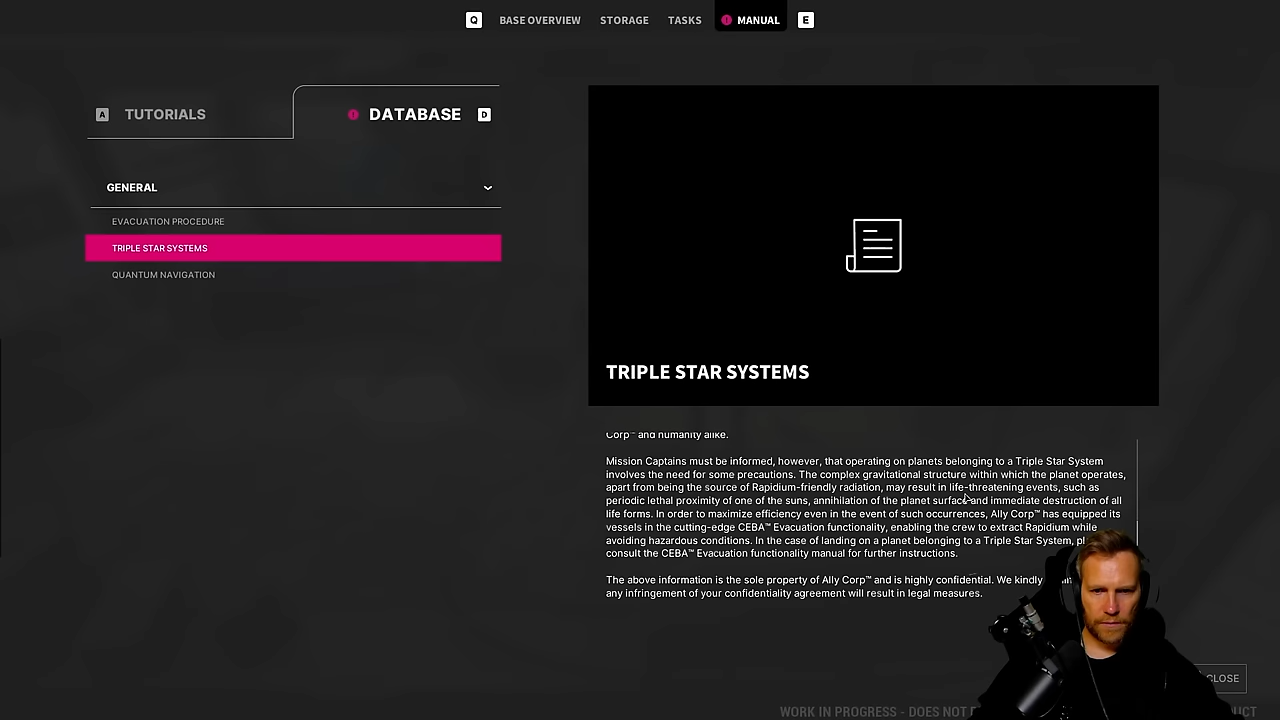 Q BASE OVERVIEW STORAGE TASKS ! MANUAL E
A TUTORIALS ! DATABASE D
GENERAL
EVACUATION PROCEDURE
TRIPLE STAR SYSTEMS
QUANTUM NAVIGATION
TRIPLE STAR SYSTEMS
Corp™ and humanity alike.
Mission Captains must be informed, however, that operating on planets belonging to a Triple Star System
involves the need for some precautions. The complex gravitational structure within which the planet operates,
apart from being the source of Rapidium-friendly radiation, may result in life-threatening events, such as
periodic lethal proximity of one of the suns, annihilation of the planet surface and immediate destruction of all
life forms. In order to maximize efficiency even in the event of such occurrences, Ally Corp™ has equipped its
vessels in the cutting-edge CEBA™ Evacuation functionality, enabling the crew to extract Rapidium while
avoiding hazardous conditions. In the case of landing on a planet belonging to a Triple Star System,
consult the CEBA™ Evacuation functionality manual for further instructions.
The above information is the sole property of Ally Corp™ and is highly confidential. We kindly
any infringement of your confidentiality agreement will result in legal measures.
CLOSE
WORK IN PROGRESS - DOES NOT